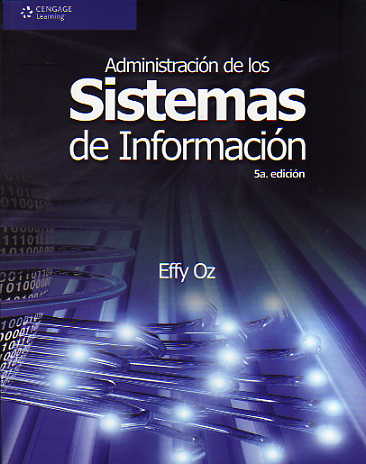 CENGAGE
Learning
Administración de los
Sistemas
de Información
5a. edición
Effy Oz